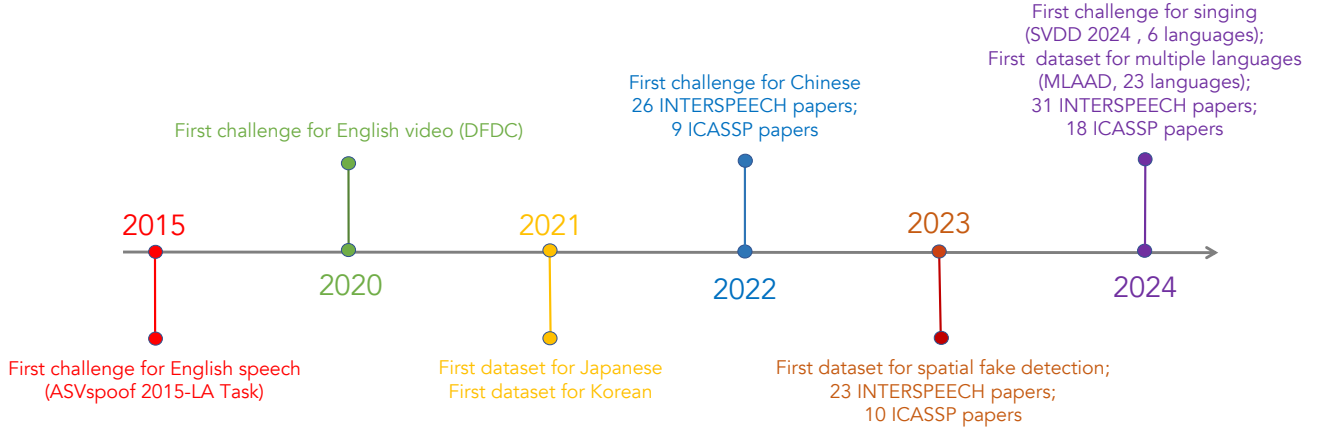 2015
First challenge for English speech
(ASVspoof 2015-LA Task)
First challenge for English video (DFDC)
2020
2021
First dataset for Japanese
First dataset for Korean
First challenge for Chinese
26 INTERSPEECH papers;
9 ICASSP papers
2022
2023
First dataset for spatial fake detection;
23 INTERSPEECH papers;
10 ICASSP papers
First challenge for singing
(SVDD 2024 , 6 languages);
First dataset for multiple languages
(MLAAD, 23 languages);
31 INTERSPEECH papers;
18 ICASSP papers
2024